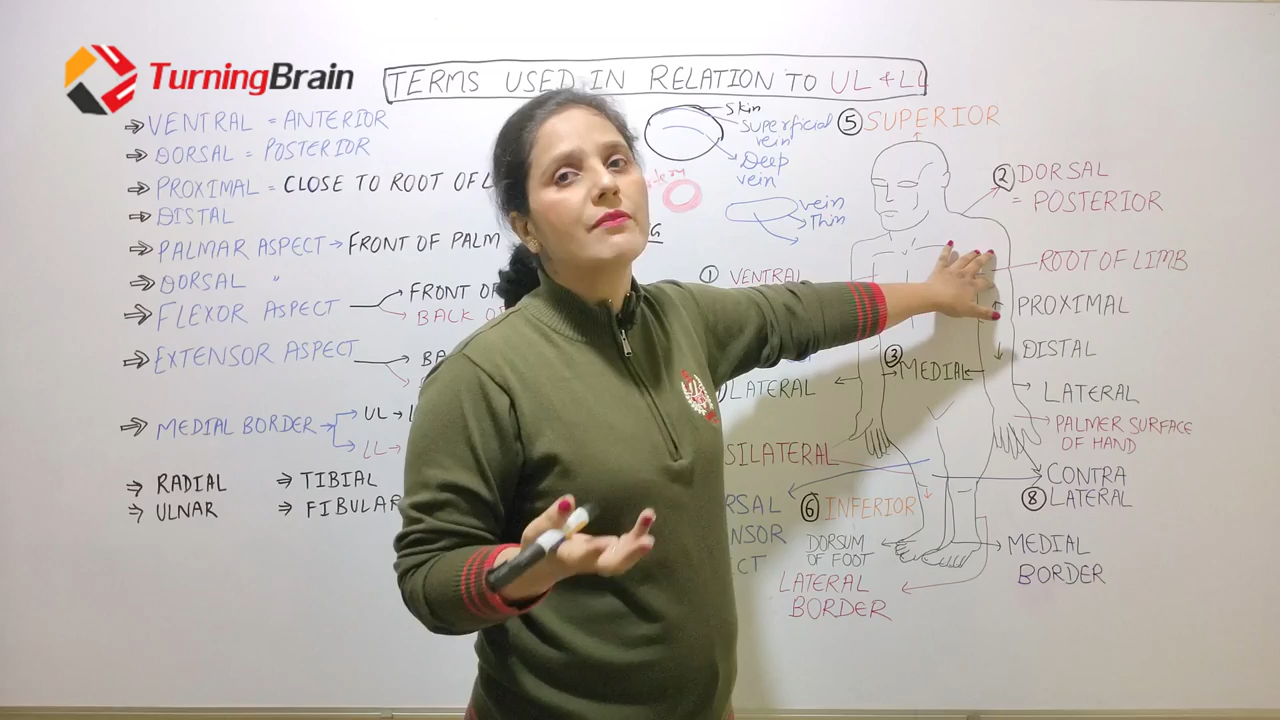 TurningBrain
TERMS USED IN RELATION TO UL & LL
⇒ VENTRAL = ANTERIOR
⇒ DORSAL = POSTERIOR
⇒ PROXIMAL = CLOSE TO ROOT OF L
⇒ DISTAL
⇒ PALMAR ASPECT → FRONT OF PALM
⇒ DORSAL "
⇒ FLEXOR ASPECT
FRONT OF
BACK O
⇒ EXTENSOR ASPECT
BA
⇒ MEDIAL BORDER
UL →
LL →
⇒ RADIAL
⇒ TIBIAL
⇒ ULNAR
⇒ FIBULAR
Skin
Superficial
vein
Deep
vein
vein
Thin
5 SUPERIOR
2 DORSAL
= POSTERIOR
ROOT OF LIMB
1 VENTRAL
PROXIMAL
DISTAL
3 MEDIAL
LATERAL
LATERAL
PALMER SURFACE
OF HAND
SILATERAL
CONTRA
8 LATERAL
RSAL
NSOR
ECT
6 INFERIOR
DORSUM
OF FOOT
MEDIAL
BORDER
LATERAL
BORDER